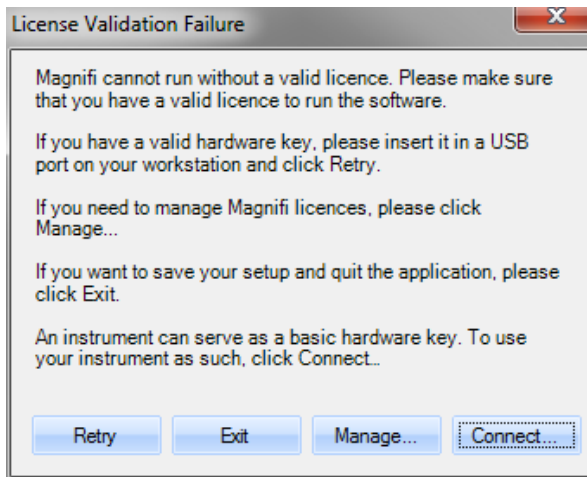 License Validation Failure
x
Magnifi cannot run without a valid licence. Please make sure
that you have a valid licence to run the software.
If you have a valid hardware key, please insert it in a USB
port on your workstation and click Retry.
If you need to manage Magnifi licences, please click
Manage...
If you want to save your setup and quit the application, please
click Exit.
An instrument can serve as a basic hardware key. To use
your instrument as such, click Connect...
Retry Exit Manage... Connect...